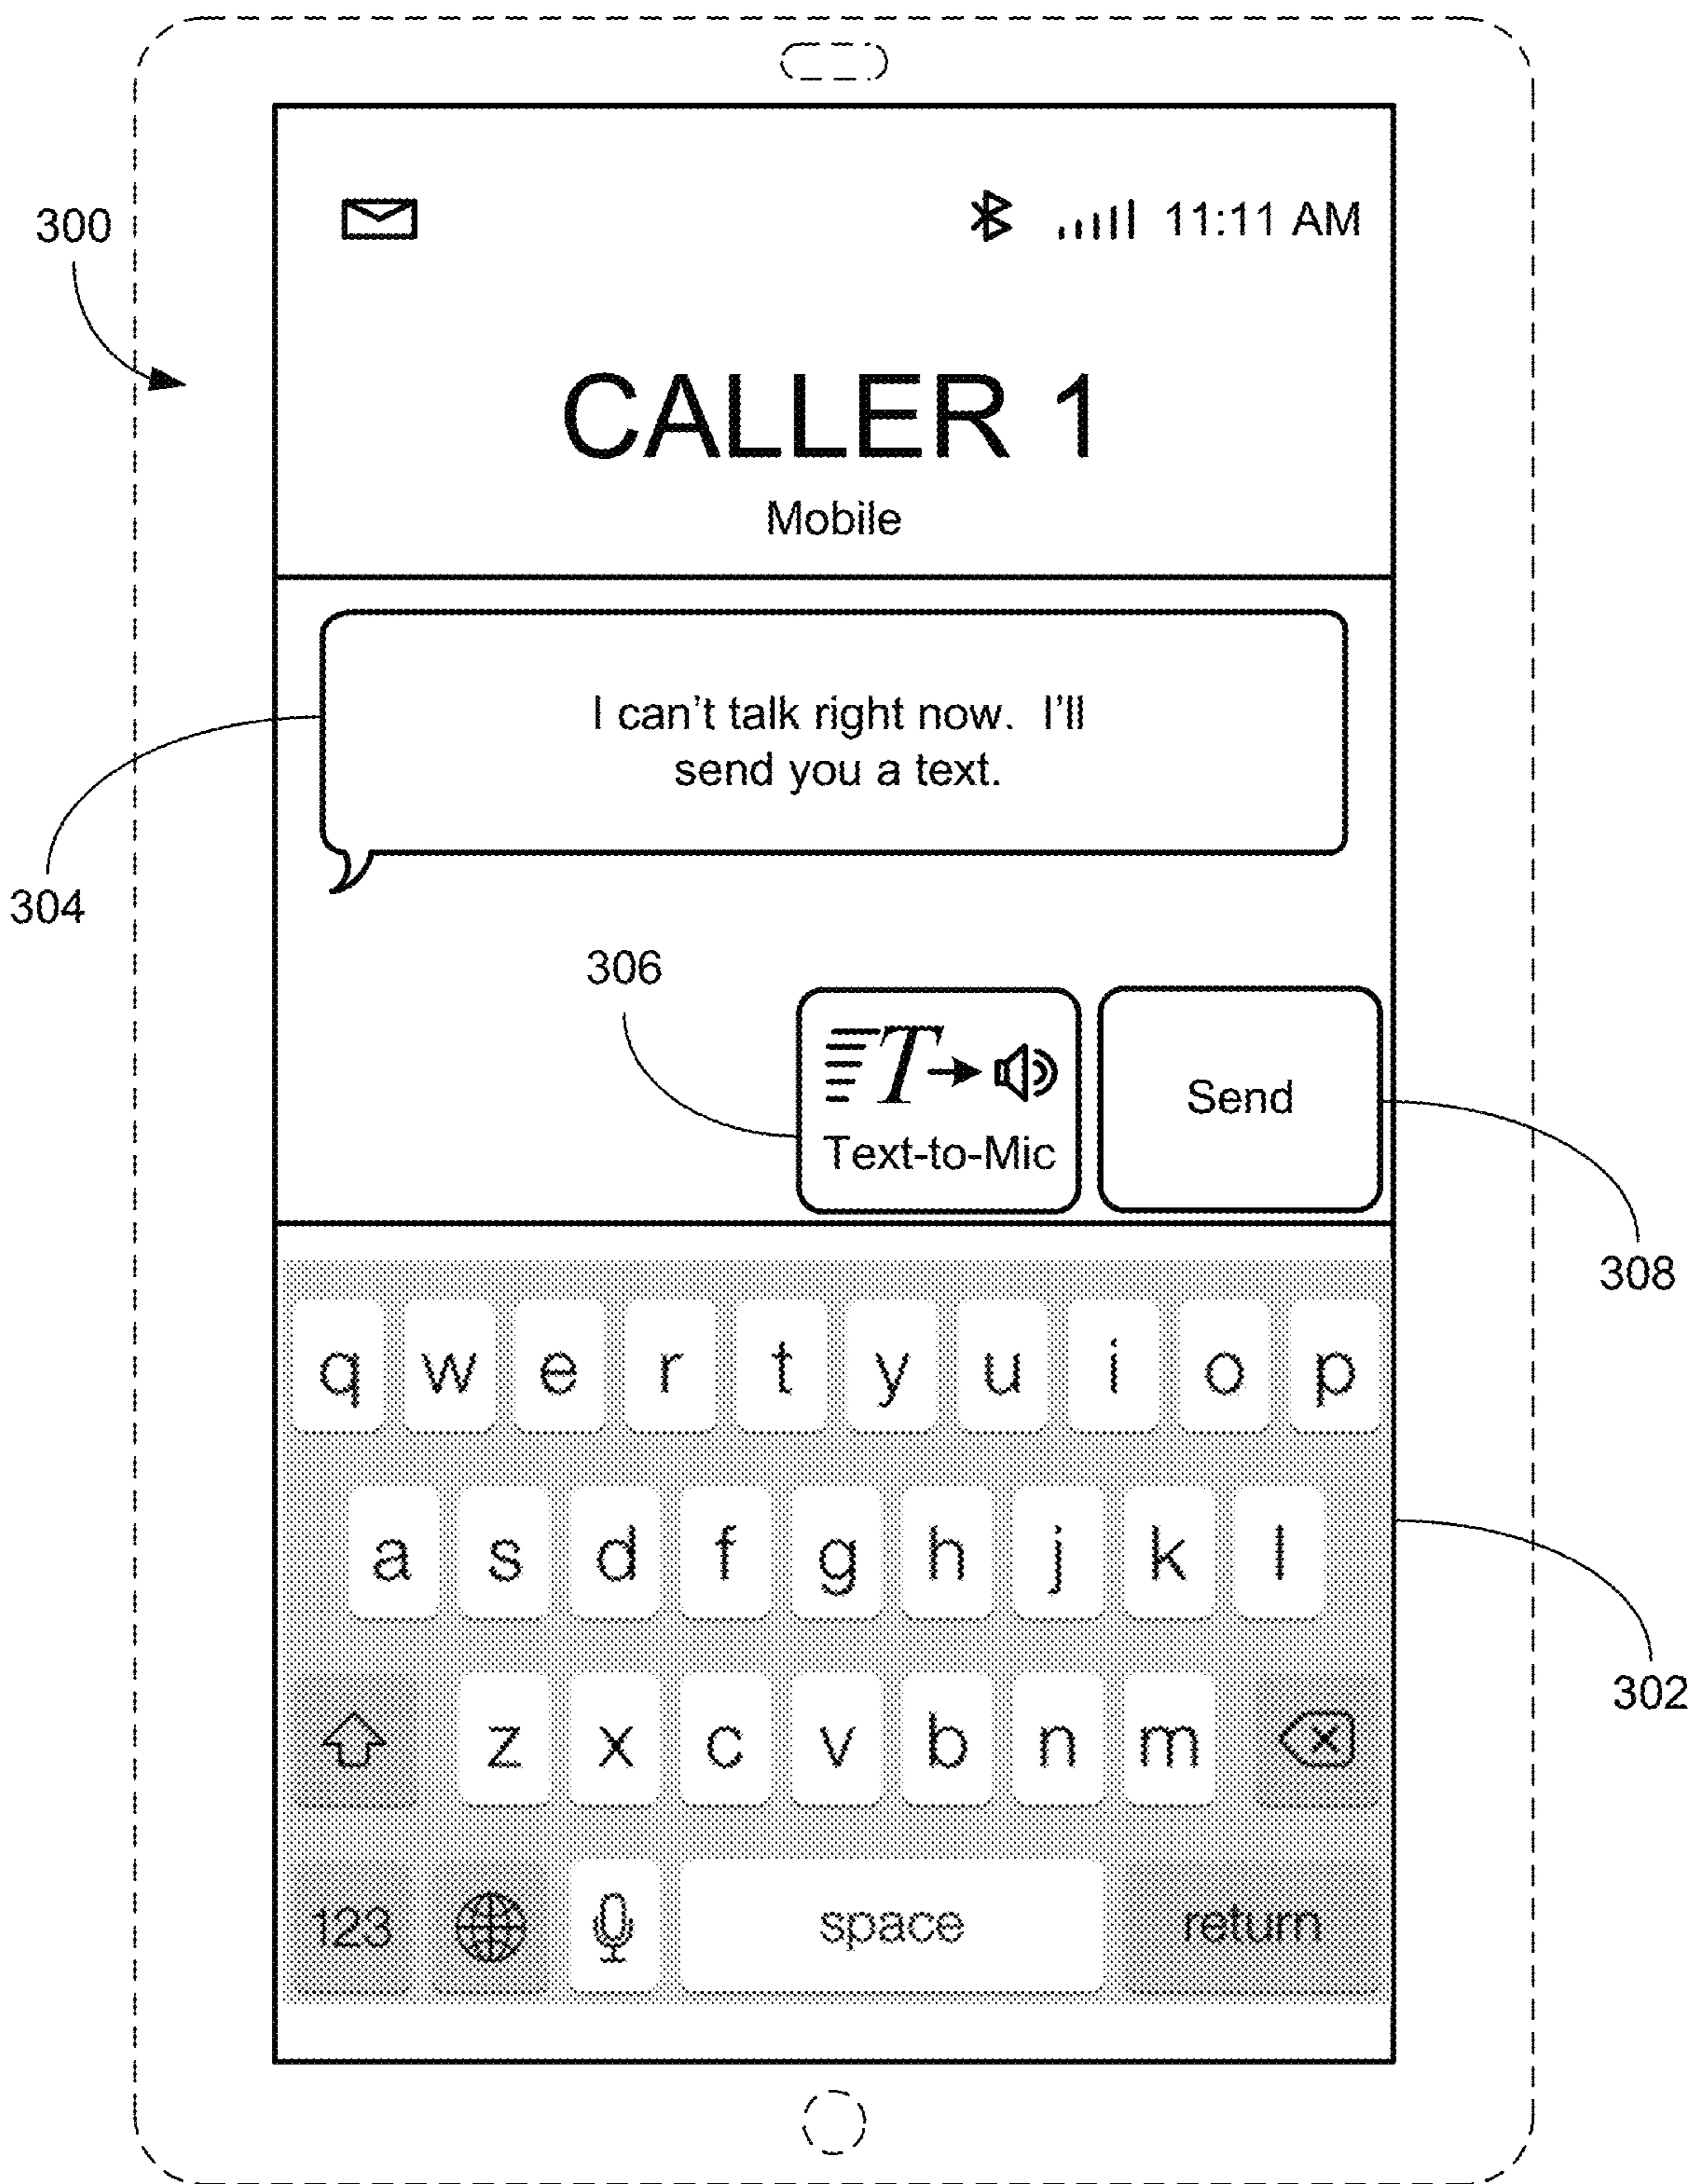 11:11 AM
300
CALLER 1
Mobile
I can't talk right now.  I'll
send you a text.
304
306
T
Text-to-Mic
Send
308
q w e r t y u i o p
a s d f g h j k l
302
z x c v b n m
123 space return